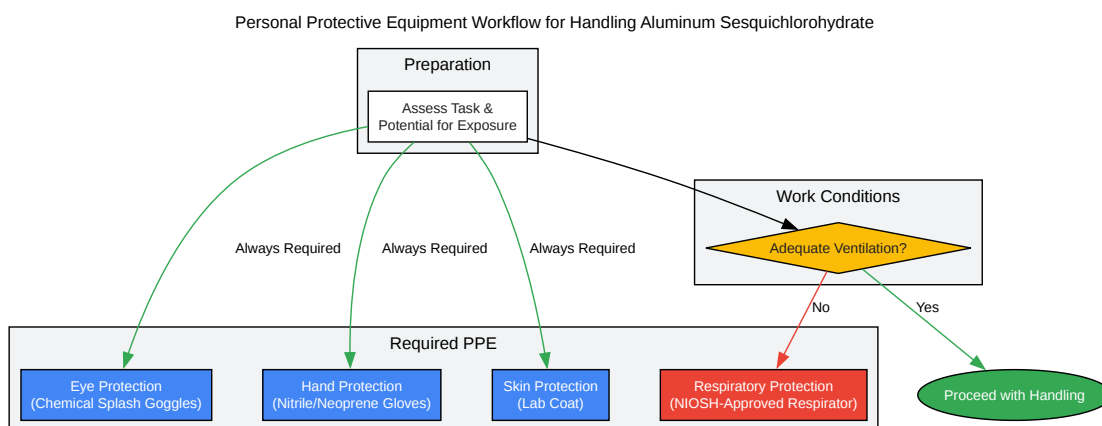 Personal Protective Equipment Workflow for Handling Aluminum Sesquichlorohydrate
Preparation
Assess Task &
Potential for Exposure
Work Conditions
Adequate Ventilation?
Always Required
Always Required
Always Required
No
Yes
Required PPE
Eye Protection
(Chemical Splash Goggles)
Hand Protection
(Nitrile/Neoprene Gloves)
Skin Protection
(Lab Coat)
Respiratory Protection
(NIOSH-Approved Respirator)
Proceed with Handling